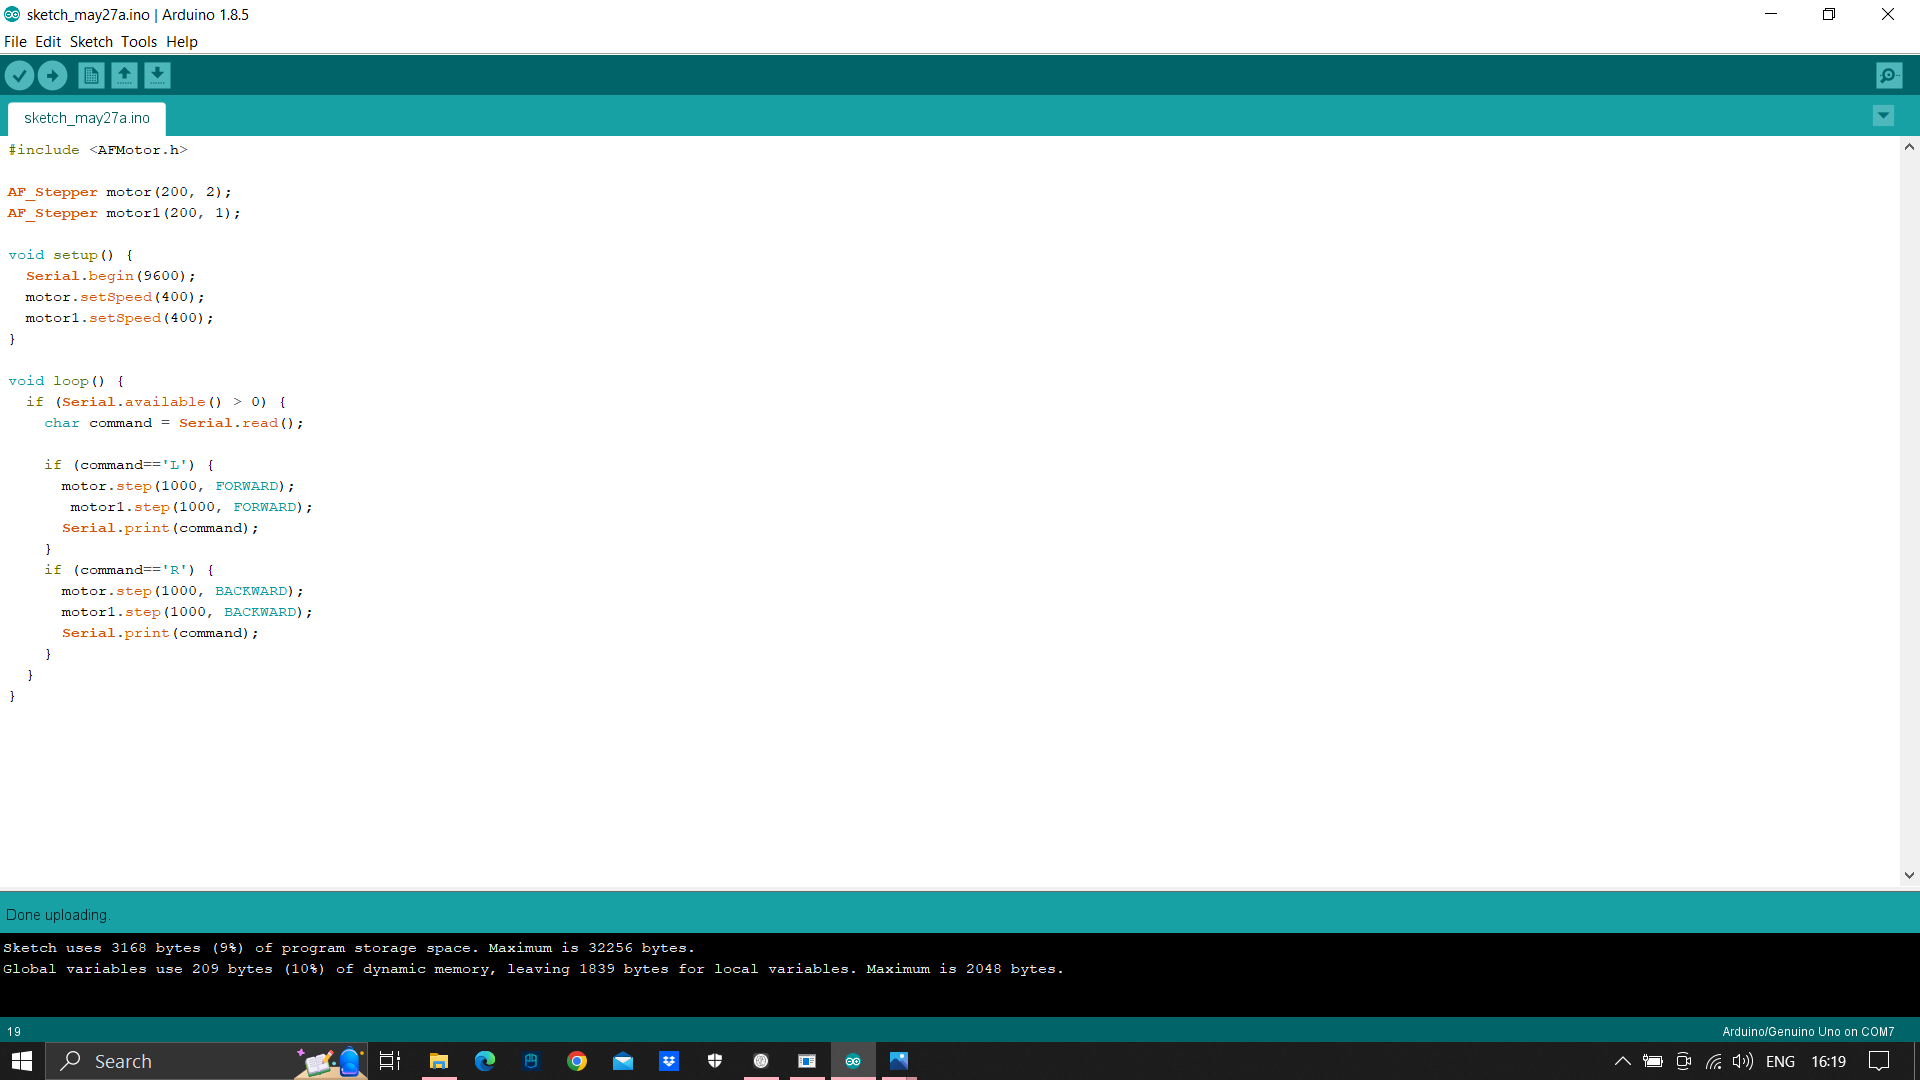 sketch_may27a.ino | Arduino 1.8.5
File Edit Sketch Tools Help
sketch_may27a.ino
#include <AFMotor.h>
AF_Stepper motor(200, 2);
AF_Stepper motor1(200, 1);
void setup() {
  Serial.begin(9600);
  motor.setSpeed(400);
  motor1.setSpeed(400);
}
void loop() {
  if (Serial.available() > 0) {
    char command = Serial.read();
    if (command=='L') {
      motor.step(1000, FORWARD);
       motor1.step(1000, FORWARD);
      Serial.print(command);
    }
    if (command=='R') {
      motor.step(1000, BACKWARD);
      motor1.step(1000, BACKWARD);
      Serial.print(command);
    }
  }
}
Done uploading.
Sketch uses 3168 bytes (9%) of program storage space. Maximum is 32256 bytes.
Global variables use 209 bytes (10%) of dynamic memory, leaving 1839 bytes for local variables. Maximum is 2048 bytes.
19 Arduino/Genuino Uno on COM7
Search ENG 16:19